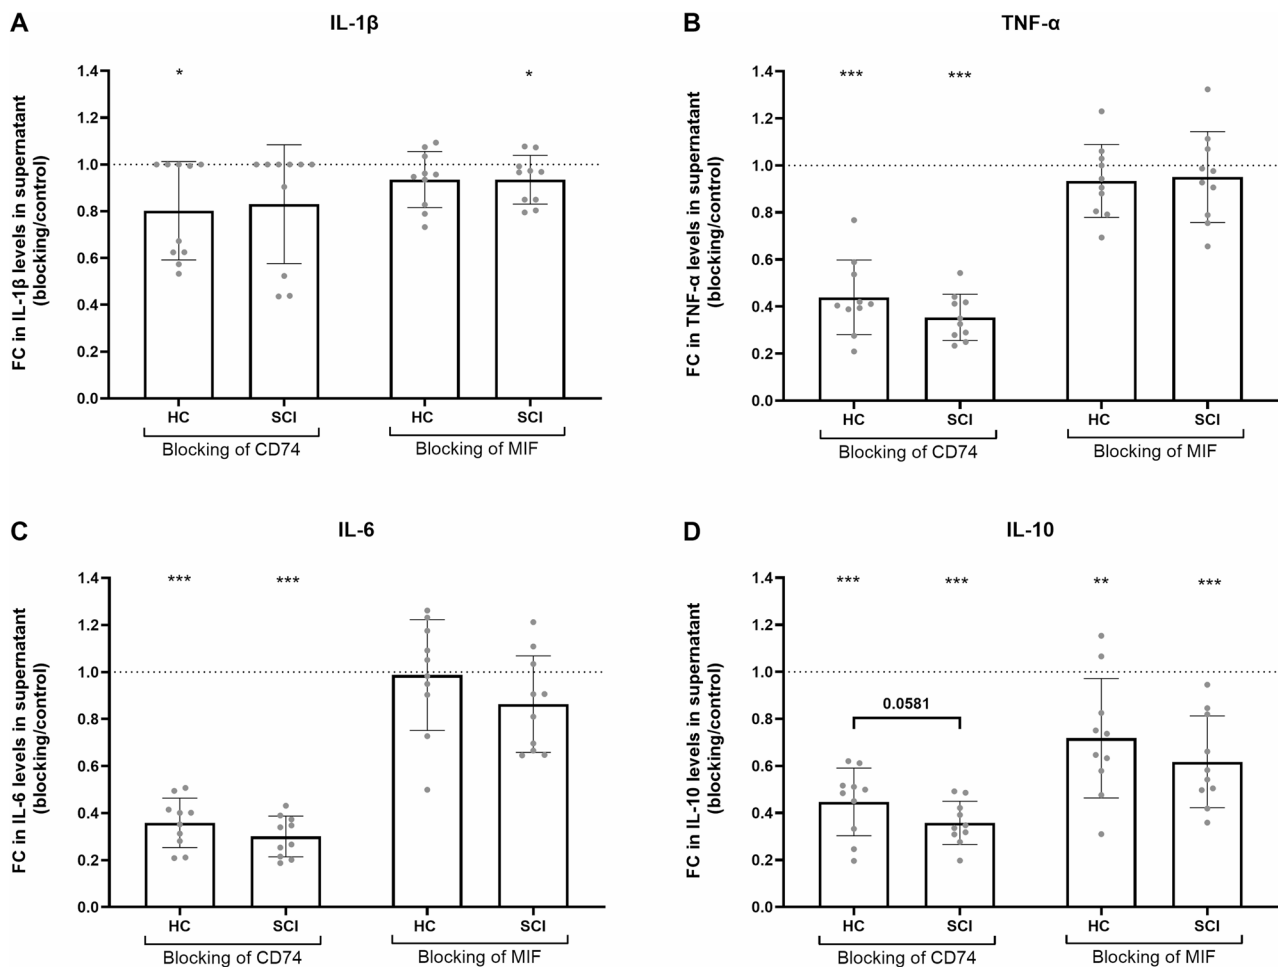 A
IL-1β
FC in IL-1β levels in supernatant
(blocking/control)
1.4
1.2
1.0
0.8
0.6
0.4
0.2
0.0
*
*
HC
SCI
HC
SCI
Blocking of CD74
Blocking of MIF
B
TNF-α
FC in TNF-α levels in supernatant
(blocking/control)
1.4
1.2
1.0
0.8
0.6
0.4
0.2
0.0
***
***
HC
SCI
HC
SCI
Blocking of CD74
Blocking of MIF
C
IL-6
FC in IL-6 levels in supernatant
(blocking/control)
1.4
1.2
1.0
0.8
0.6
0.4
0.2
0.0
***
***
HC
SCI
HC
SCI
Blocking of CD74
Blocking of MIF
D
IL-10
FC in IL-10 levels in supernatant
(blocking/control)
1.4
1.2
1.0
0.8
0.6
0.4
0.2
0.0
***
***
**
***
0.0581
HC
SCI
HC
SCI
Blocking of CD74
Blocking of MIF